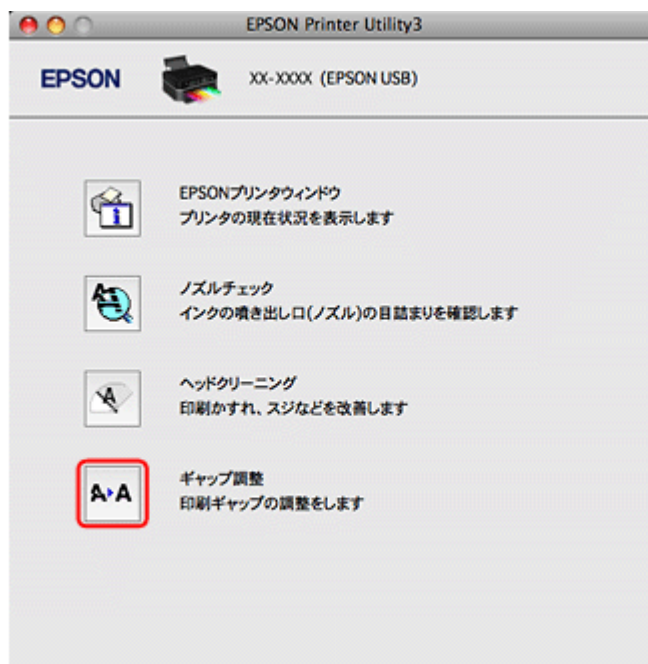 EPSON Printer Utility3
EPSON XX-XXXX (EPSON USB)
EPSONプリンタウィンドウ
プリンタの現在状況を表示します
ノズルチェック
インクの噴き出し口(ノズル)の目詰まりを確認します
ヘッドクリーニング
印刷かすれ、スジなどを改善します
A▸A
ギャップ調整
印刷ギャップの調整をします